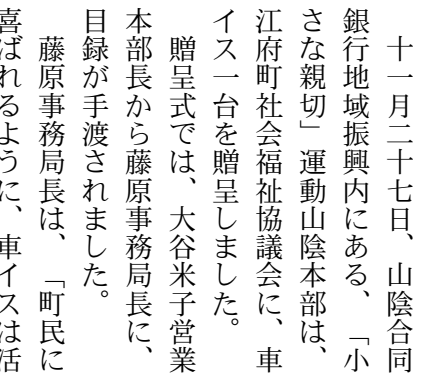 十一月二十七日、山陰合同
銀行地域振興内にある、「小
さな親切」運動山陰本部は、
江府町社会福祉協議会に、車
イス一台を贈呈しました。
贈呈式では、大谷米子営業
本部長から藤原事務局長に、
目録が手渡されました。
藤原事務局長は、「町民に
喜ばれるように、車イスは活